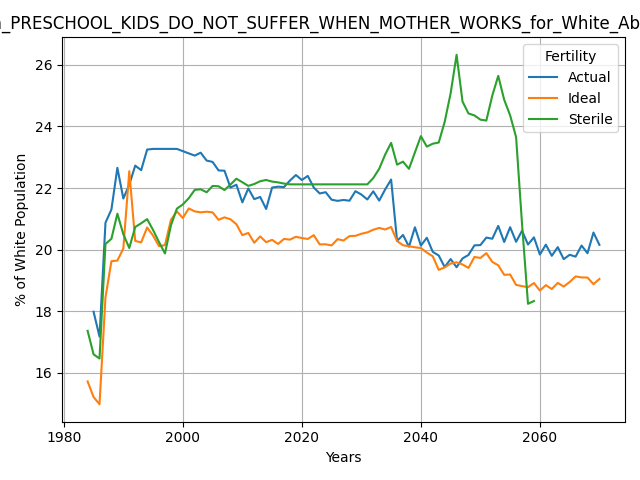 _PRESCHOOL_KIDS_DO_NOT_SUFFER_WHEN_MOTHER_WORKS_for_White_Ab
Fertility
Actual
Ideal
Sterile
% of White Population
26
24
22
20
18
16
1980
2000
2020
2040
2060
Years